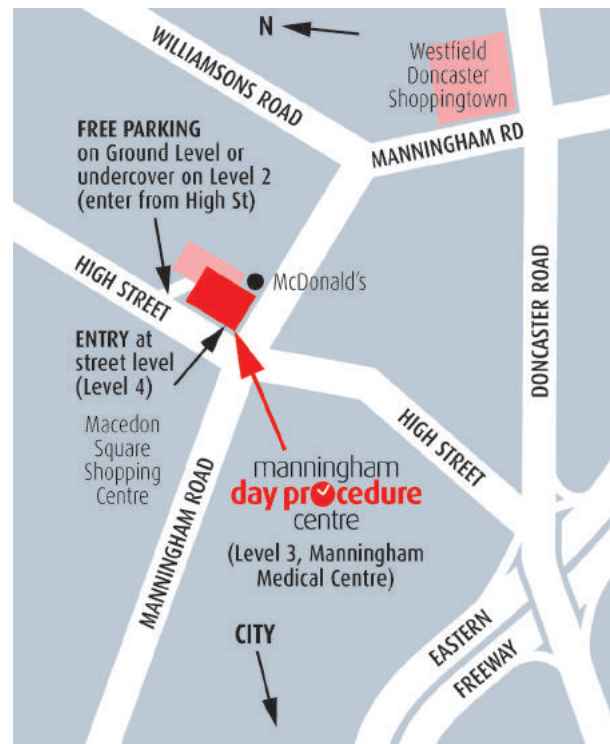 N
WILLIAMSONS ROAD
Westfield
Doncaster
Shoppingtown
FREE PARKING
on Ground Level or
undercover on Level 2
(enter from High St)
MANNINGHAM RD
HIGH STREET
McDonald's
DONCASTER ROAD
ENTRY at
street level
(Level 4)
Macedon
Square
Shopping
Centre
HIGH STREET
manningham
day procedure
centre
(Level 3, Manningham
Medical Centre)
MANNINGHAM ROAD
CITY
EASTERN
FREEWAY